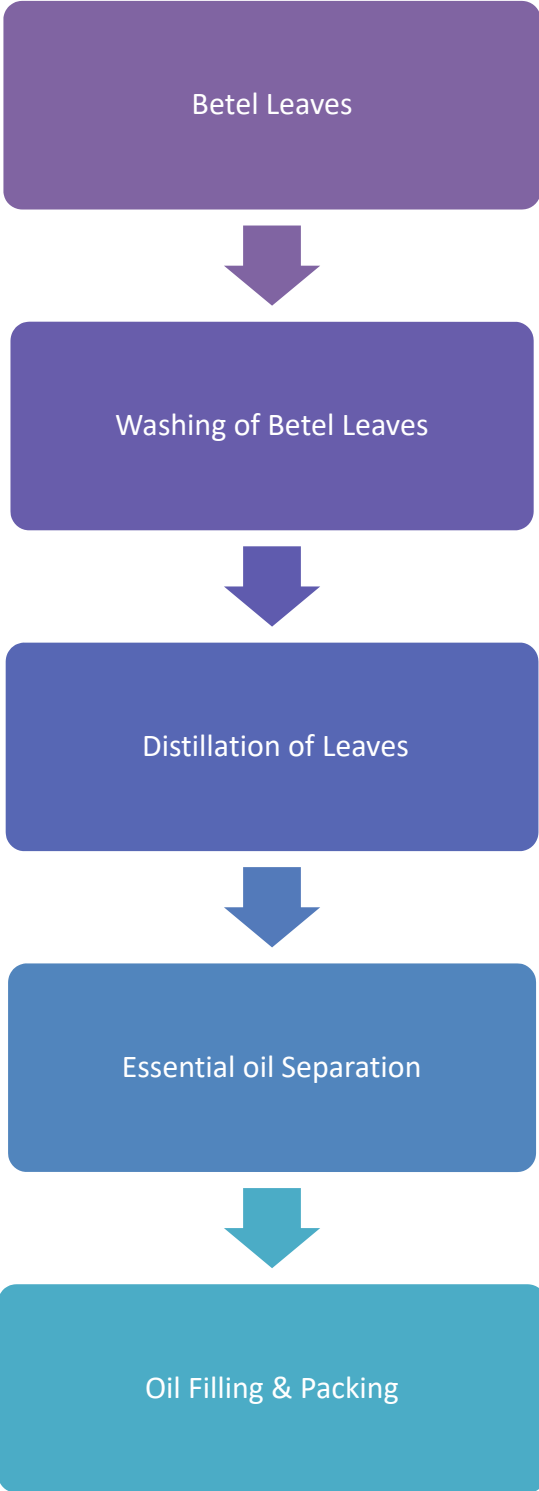 Betel Leaves
Washing of Betel Leaves
Distillation of Leaves
Essential oil Separation
Oil Filling & Packing